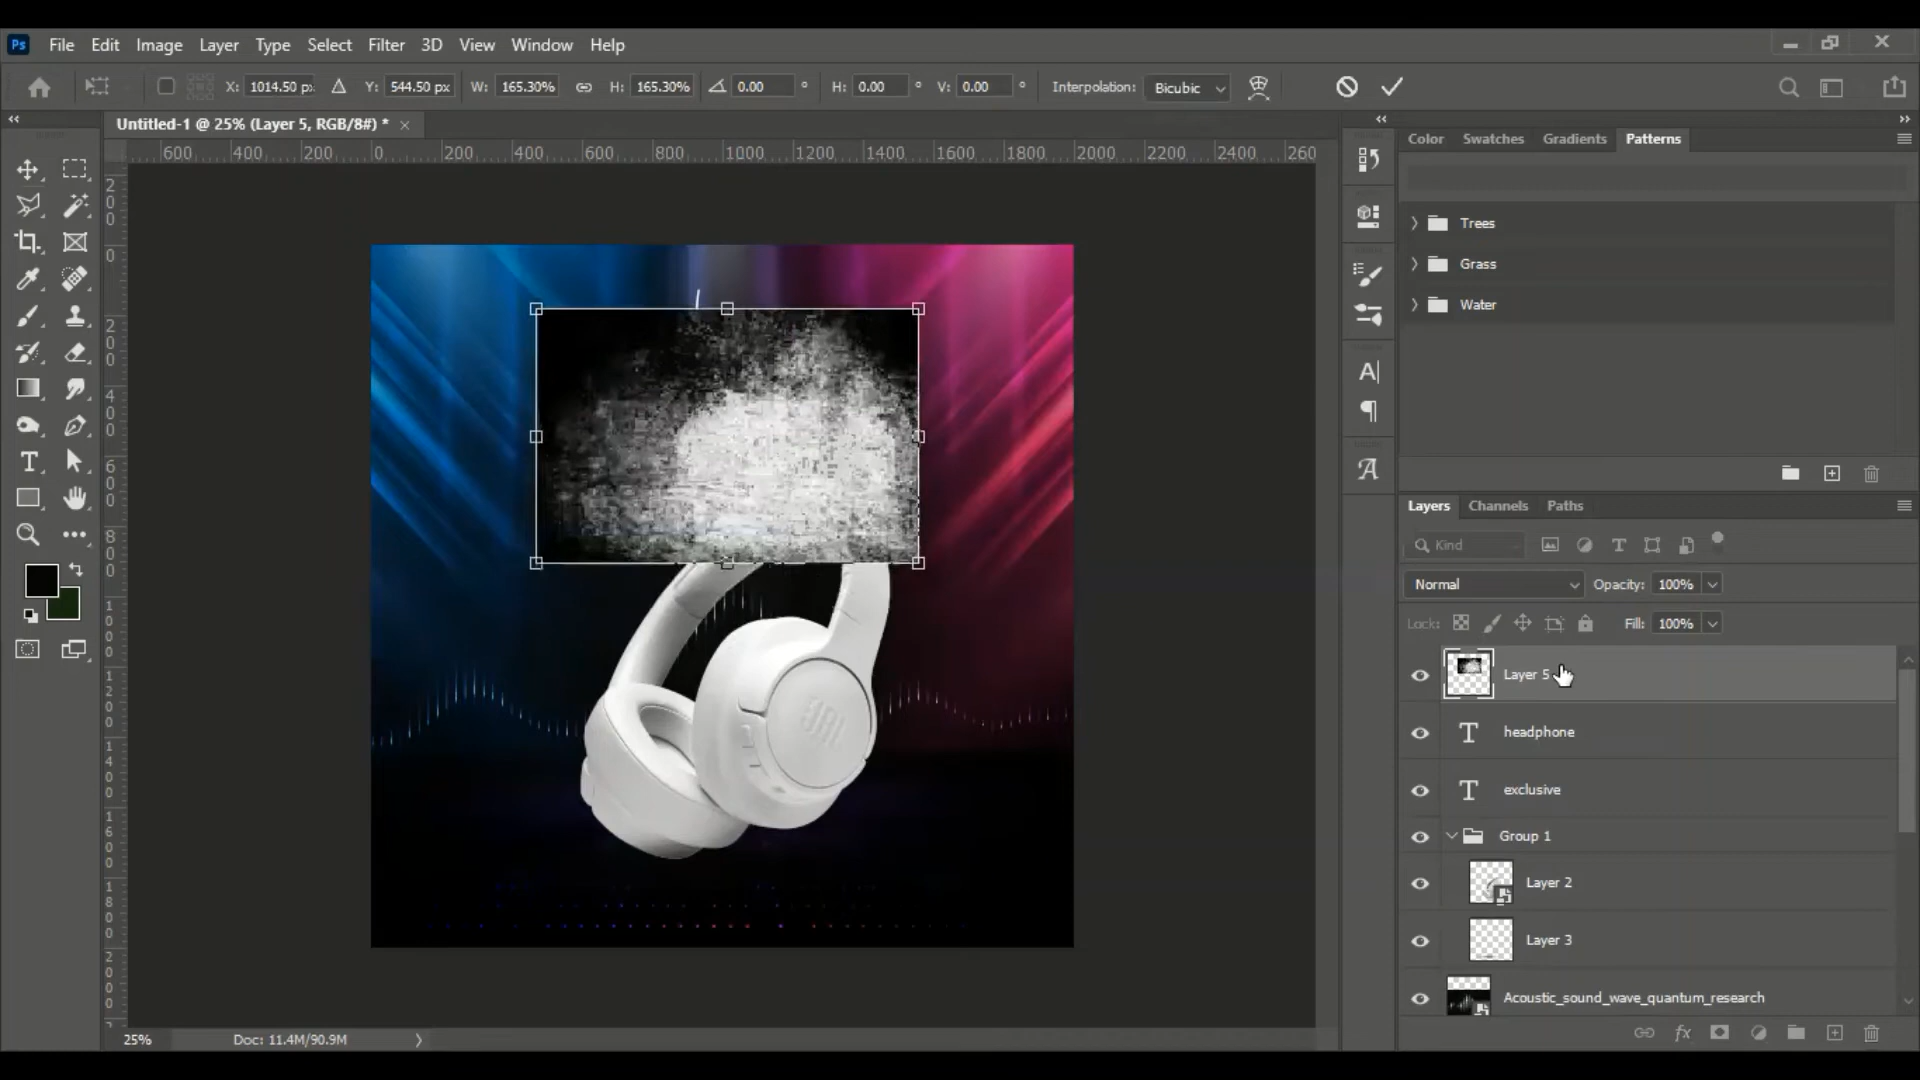 Ps File Edit Image Layer Type Select Filter 3D View Window Help
X: 1014.50 px Y: 544.50 px W: 165.30% H: 165.30% 0.00 ° H: 0.00 ° V: 0.00 ° Interpolation: Bicubic
Untitled-1 @ 25% (Layer 5, RGB/8#) *
600 400 200 0 200 400 600 800 1000 1200 1400 1600 1800 2000 2200 2400 260
Color Swatches Gradients Patterns
Trees
Grass
Water
JBL
Layers Channels Paths
Kind
Normal Opacity: 100%
Lock: Fill: 100%
Layer 5
headphone
exclusive
Group 1
Layer 2
Layer 3
Acoustic_sound_wave_quantum_research
25% Doc: 11.4M/90.9M